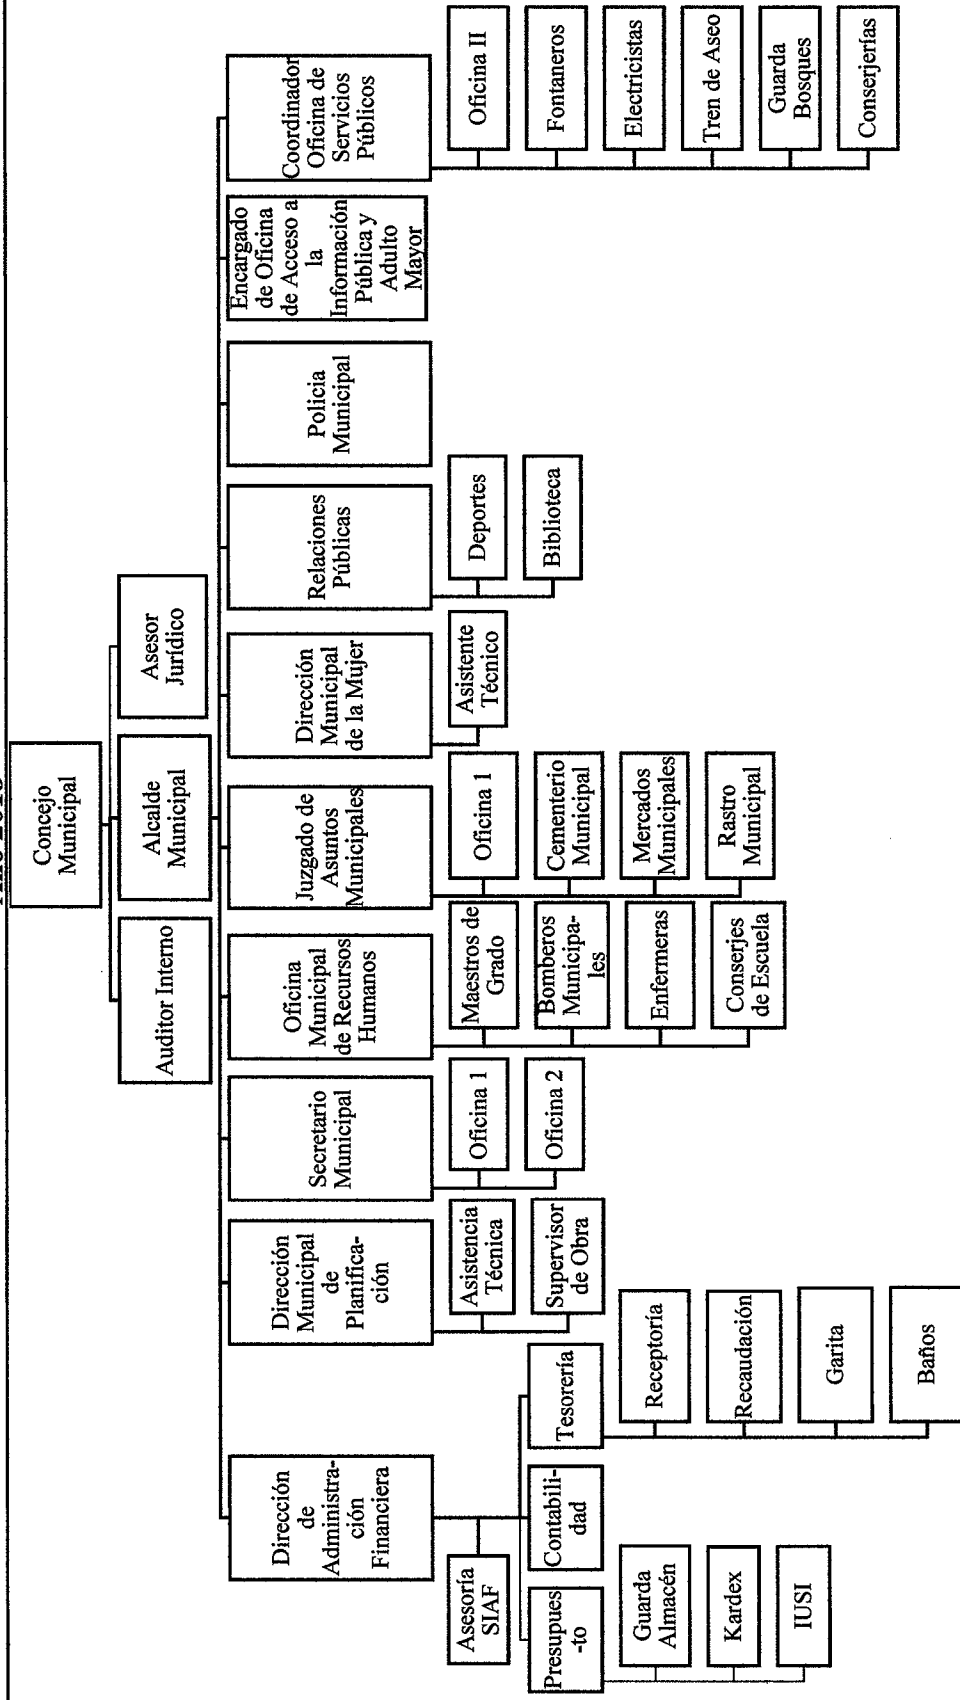 Concejo
Municipal
Auditor Interno
Alcalde
Municipal
Asesor
Jurídico
Dirección
de
Administra-
ción
Financiera
Asesoría
SIAF
Presupues
-to
Guarda
Almacén
Kardex
IUSI
Contabili-
dad
Tesorería
Receptoría
Recaudación
Garita
Baños
Dirección
Municipal
de
Planifica-
ción
Asistencia
Técnica
Supervisor
de Obra
Secretario
Municipal
Oficina 1
Oficina 2
Oficina
Municipal
de Recursos
Humanos
Maestros de
Grado
Bomberos
Municipa-
les
Enfermeras
Conserjes
de Escuela
Juzgado de
Asuntos
Municipales
Oficina 1
Cementerio
Municipal
Mercados
Municipales
Rastro
Municipal
Dirección
Municipal
de la Mujer
Asistente
Técnico
Relaciones
Públicas
Deportes
Biblioteca
Policia
Municipal
Encargado
de Oficina
de Acceso a
la
Información
Pública y
Adulto
Mayor
Coordinador
Oficina de
Servicios
Públicos
Oficina II
Fontaneros
Electricistas
Tren de Aseo
Guarda
Bosques
Conserjerías